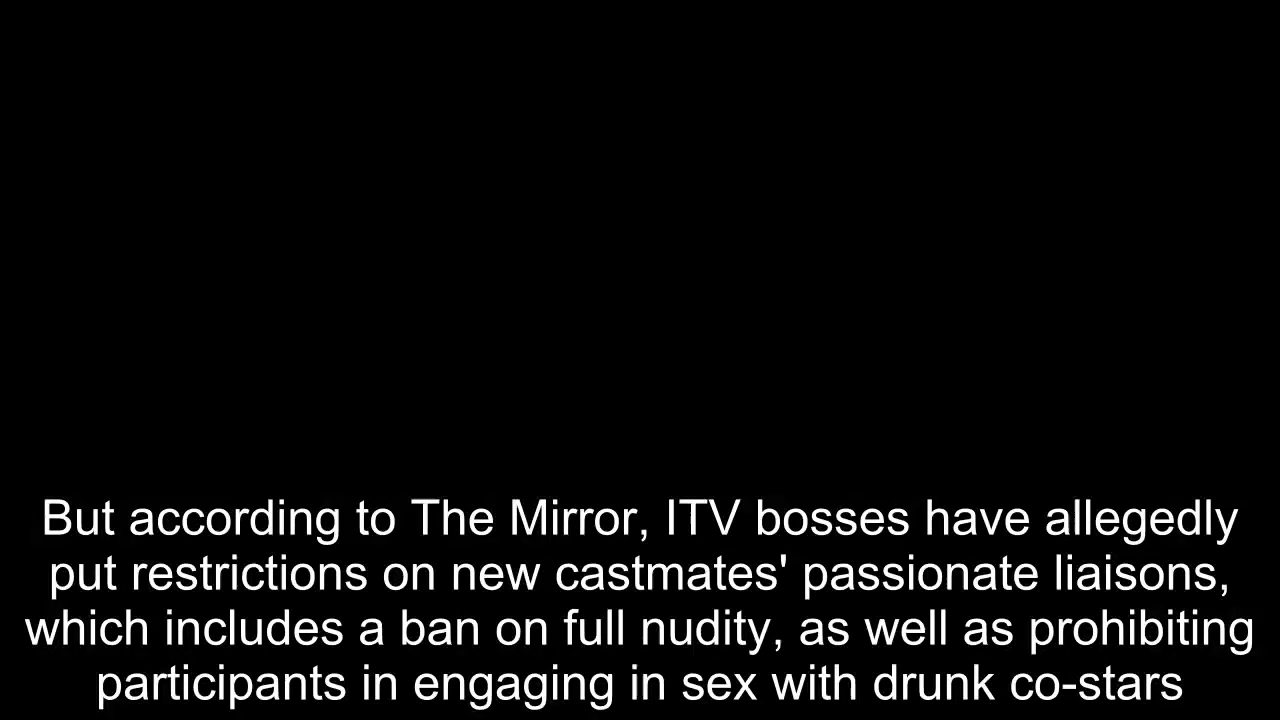 But according to The Mirror, ITV bosses have allegedly
put restrictions on new castmates' passionate liaisons,
which includes a ban on full nudity, as well as prohibiting
participants in engaging in sex with drunk co-stars